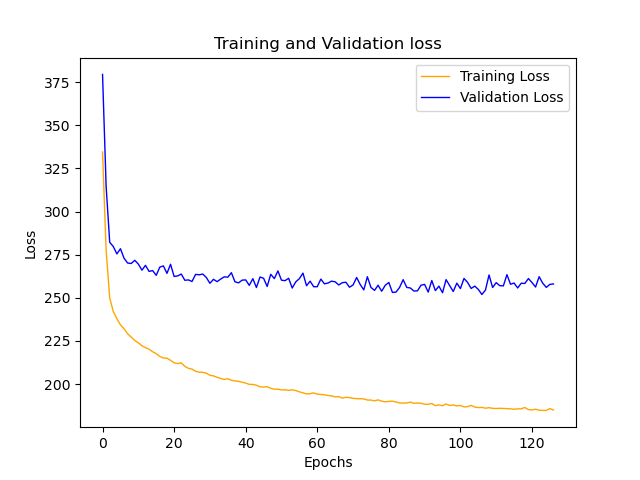 Training and Validation loss
Training Loss
Validation Loss
Loss
375
350
325
300
275
250
225
200
0 20 40 60 80 100 120
Epochs